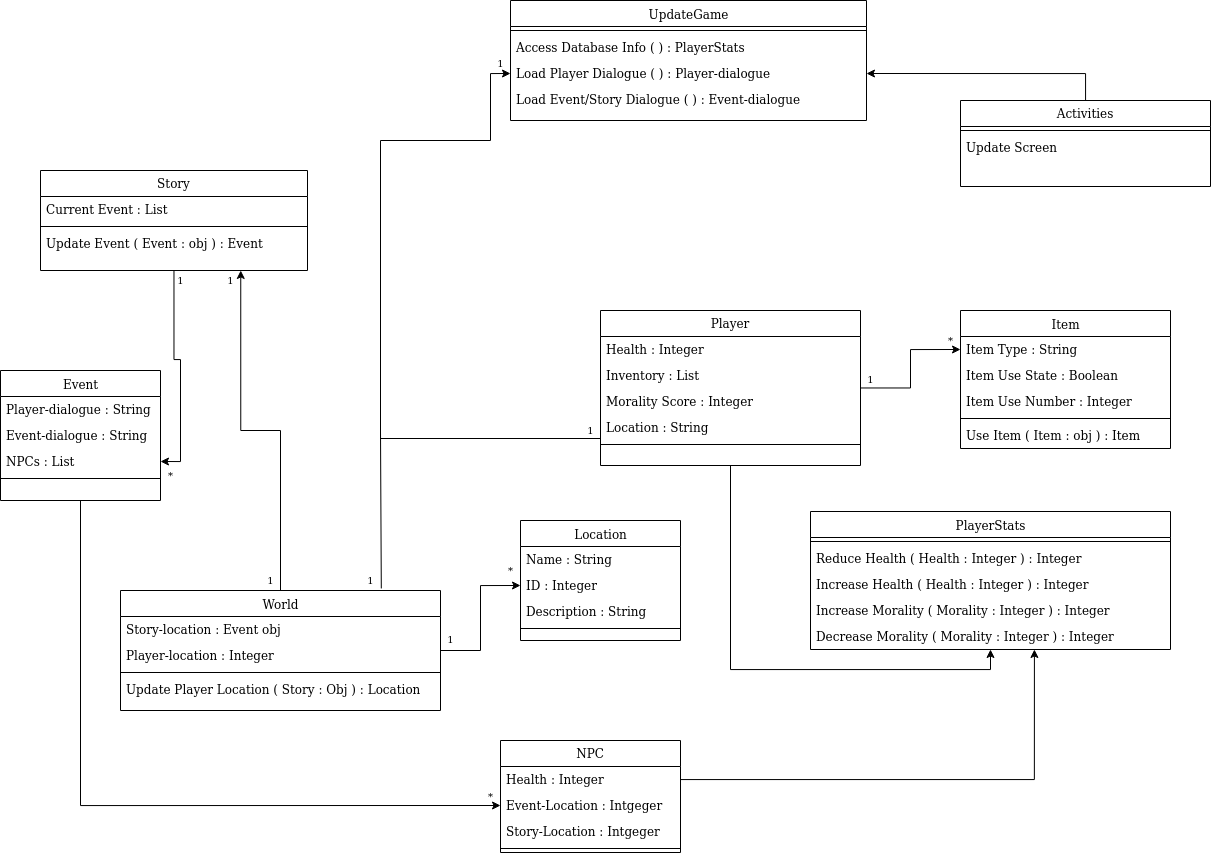 UpdateGame
Access Database Info ( ) : PlayerStats
Load Player Dialogue ( ) : Player-dialogue
Load Event/Story Dialogue ( ) : Event-dialogue
1
Activities
Update Screen
Story
Current Event : List
Update Event ( Event : obj ) : Event
1
1
Event
Player-dialogue : String
Event-dialogue : String
NPCs : List
*
Player
Health : Integer
Inventory : List
Morality Score : Integer
Location : String
1
1
*
Item
Item Type : String
Item Use State : Boolean
Item Use Number : Integer
Use Item ( Item : obj ) : Item
PlayerStats
Reduce Health ( Health : Integer ) : Integer
Increase Health ( Health : Integer ) : Integer
Increase Morality ( Morality : Integer ) : Integer
Decrease Morality ( Morality : Integer ) : Integer
Location
Name : String
ID : Integer
Description : String
*
1
1
1
World
Story-location : Event obj
Player-location : Integer
Update Player Location ( Story : Obj ) : Location
*
NPC
Health : Integer
Event-Location : Intgeger
Story-Location : Intgeger